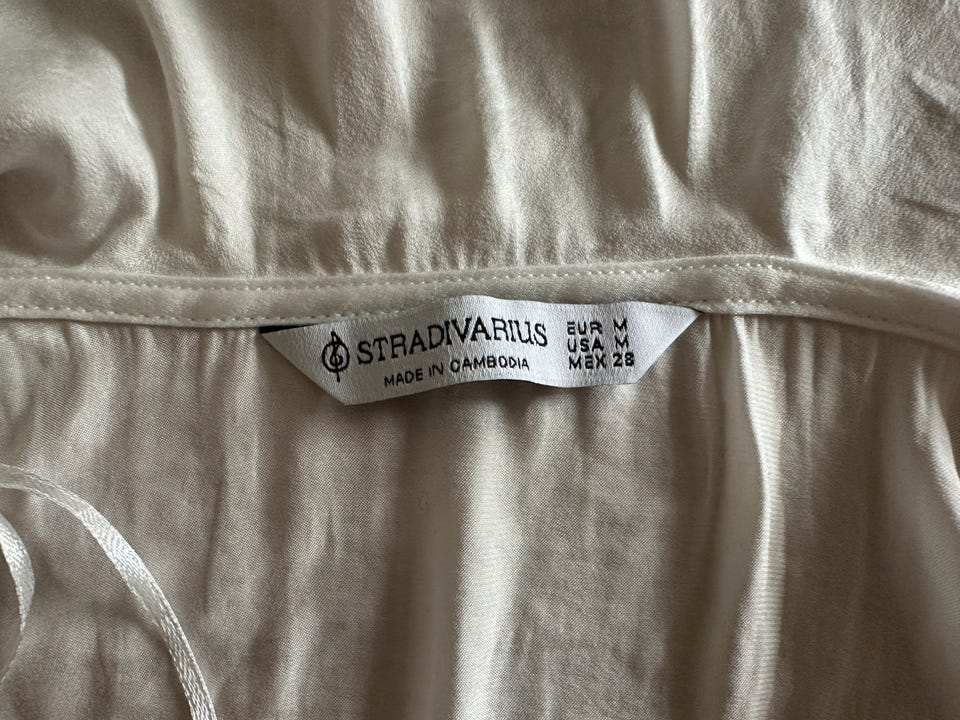 STRADIVARIUS
MADE IN CAMBODIA
EUR M
USA M
MEX 28